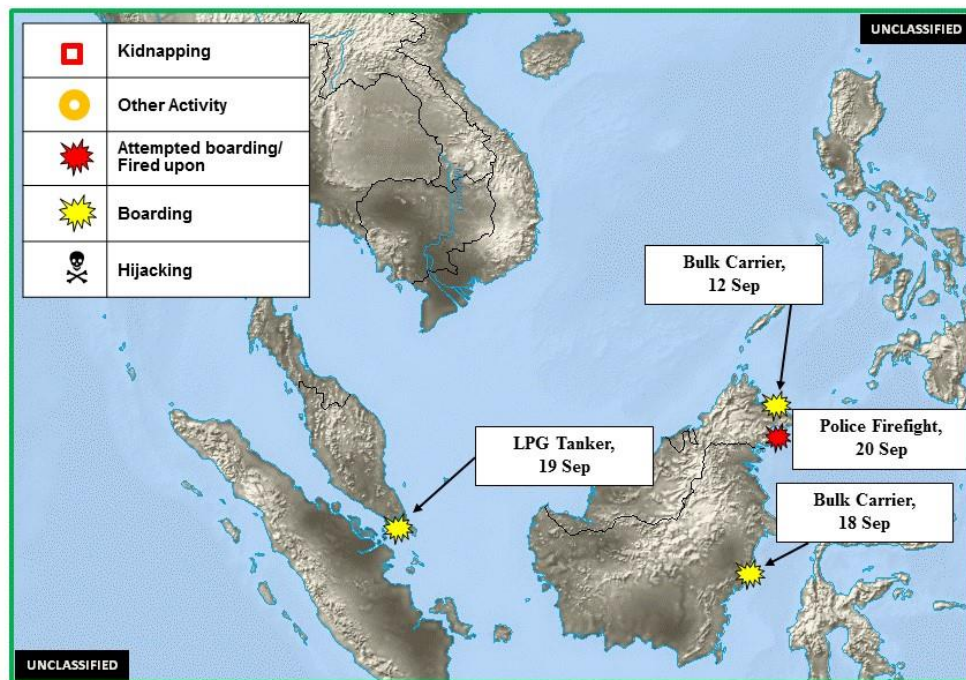 UNCLASSIFIED
Kidnapping
Other Activity
Attempted boarding/
Fired upon
Boarding
Hijacking
Bulk Carrier,
12 Sep
Police Firefight,
20 Sep
LPG Tanker,
19 Sep
Bulk Carrier,
18 Sep
UNCLASSIFIED